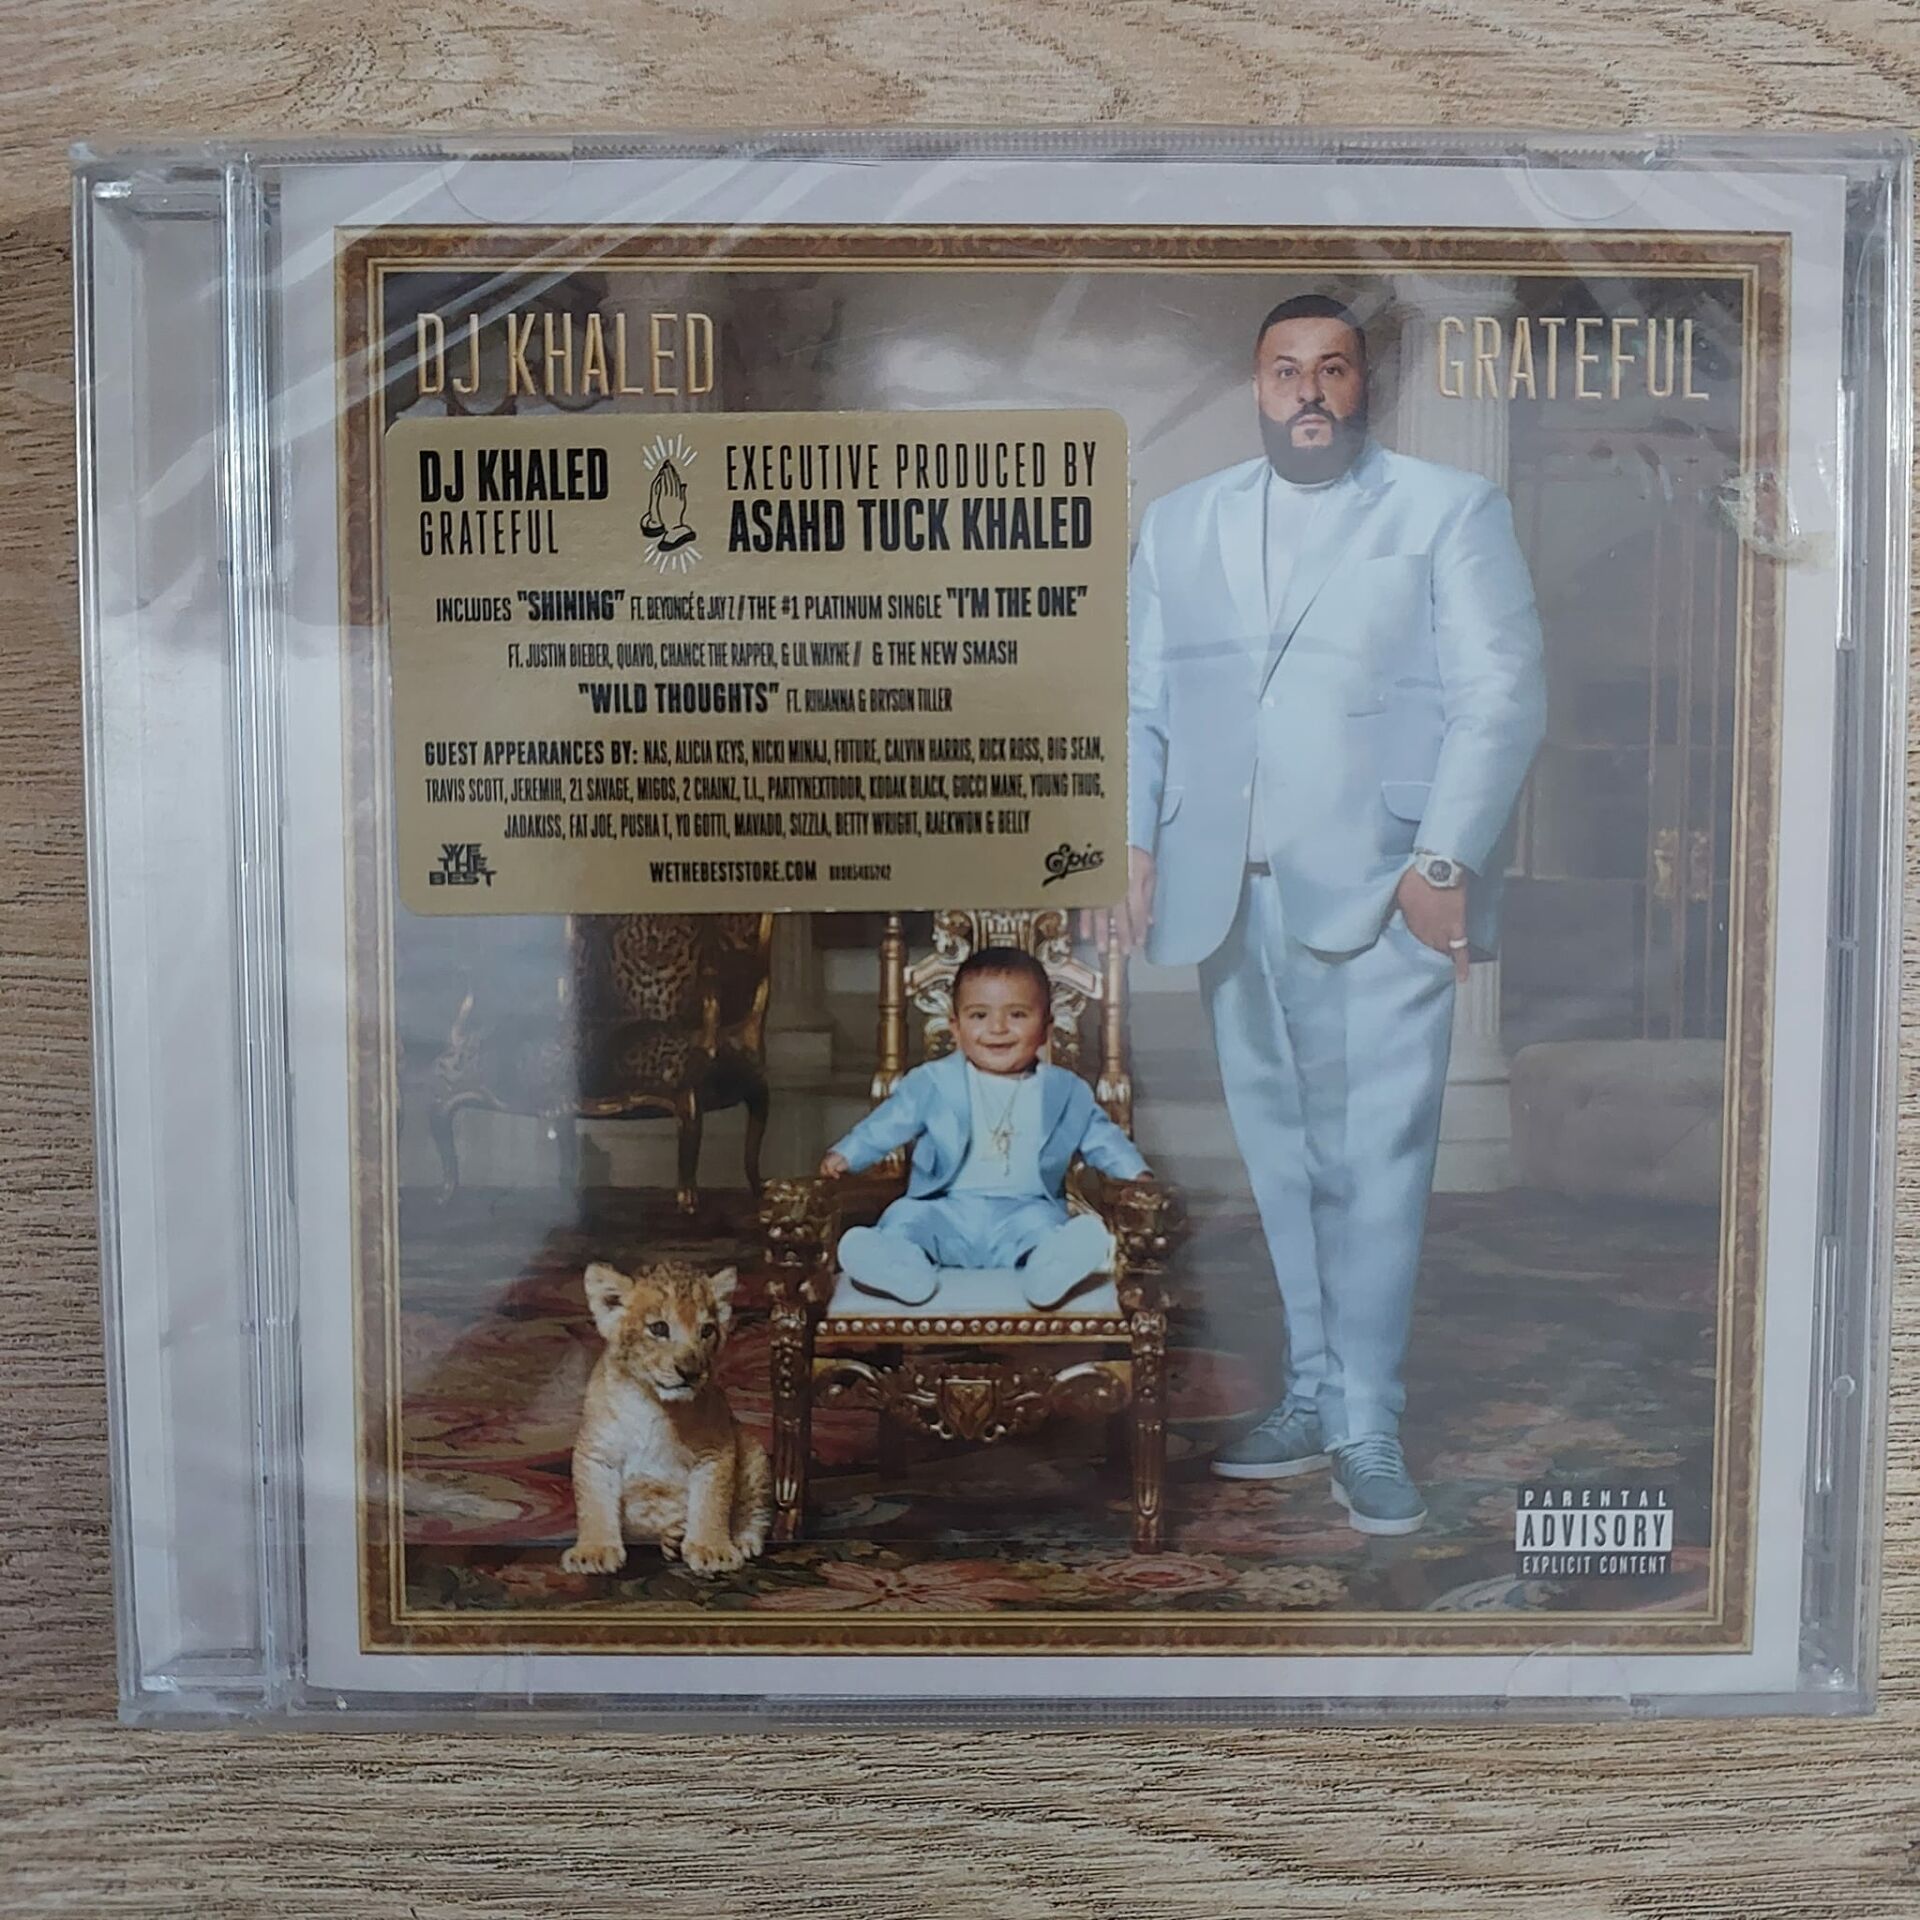 DJ KHALED
GRATEFUL
DJ KHALED
GRATEFUL
EXECUTIVE PRODUCED BY
ASAHD TUCK KHALED
INCLUDES "SHINING" FT. BEYONCÉ & JAY Z // THE #1 PLATINUM SINGLE "I'M THE ONE"
FT. JUSTIN BIEBER, QUAVO, CHANCE THE RAPPER, & LIL WAYNE // & THE NEW SMASH
"WILD THOUGHTS" FT. RIHANNA & BRYSON TILLER
GUEST APPEARANCES BY: NAS, ALICIA KEYS, NICKI MINAJ, FUTURE, CALVIN HARRIS, RICK ROSS, BIG SEAN,
TRAVIS SCOTT, JEREMIH, 21 SAVAGE, MIGOS, 2 CHAINZ, T.I., PARTYNEXTDOOR, KODAK BLACK, GUCCI MANE, YOUNG THUG,
JADAKISS, FAT JOE, PUSHA T, YO GOTTI, MAVADO, SIZZLA, BETTY WRIGHT, RAEKWON & BELLY
WE
THE
BEST
WETHEBESTSTORE.COM
Epic
PARENTAL
ADVISORY
EXPLICIT CONTENT